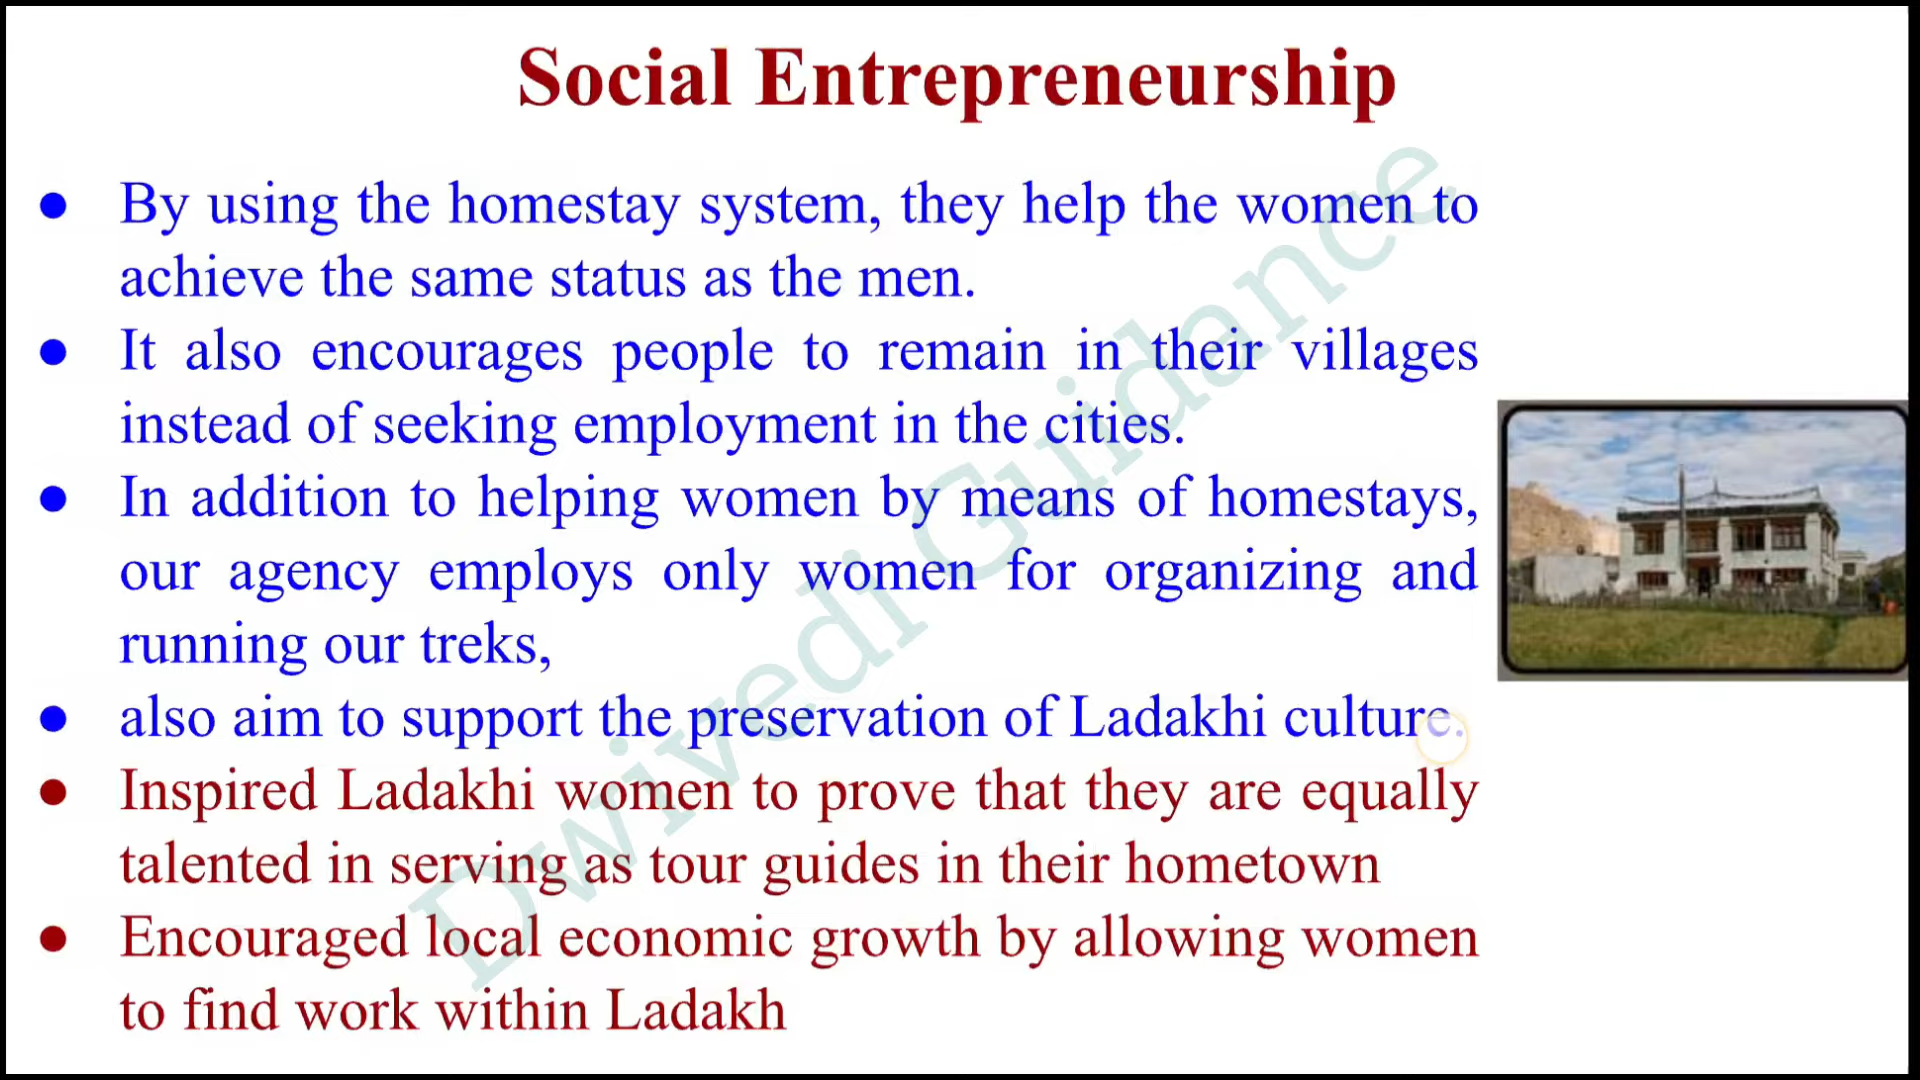 Social Entrepreneurship
● By using the homestay system, they help the women to
achieve the same status as the men.
● It also encourages people to remain in their villages
instead of seeking employment in the cities.
● In addition to helping women by means of homestays,
our agency employs only women for organizing and
running our treks,
● also aim to support the preservation of Ladakhi culture.
● Inspired Ladakhi women to prove that they are equally
talented in serving as tour guides in their hometown
● Encouraged local economic growth by allowing women
to find work within Ladakh
Dwivedi Guidance